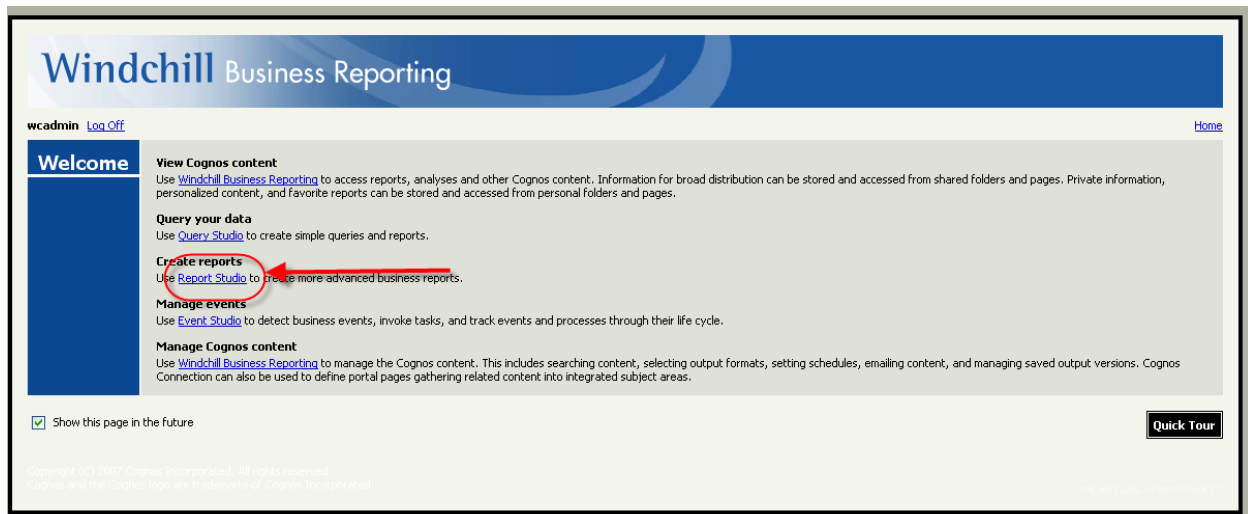 Windchill Business Reporting
wcadmin Log Off
Home
Welcome
View Cognos content
Use Windchill Business Reporting to access reports, analyses and other Cognos content. Information for broad distribution can be stored and accessed from shared folders and pages. Private information,
personalized content, and favorite reports can be stored and accessed from personal folders and pages.
Query your data
Use Query Studio to create simple queries and reports.
Create reports
Use Report Studio to create more advanced business reports.
Manage events
Use Event Studio to detect business events, invoke tasks, and track events and processes through their life cycle.
Manage Cognos content
Use Windchill Business Reporting to manage the Cognos content. This includes searching content, selecting output formats, setting schedules, emailing content, and managing saved output versions. Cognos
Connection can also be used to define portal pages gathering related content into integrated subject areas.
Show this page in the future
Quick Tour
Copyright (C) 2007 Cognos Incorporated. All rights reserved.
Cognos and the Cognos logo are trademarks of Cognos Incorporated.